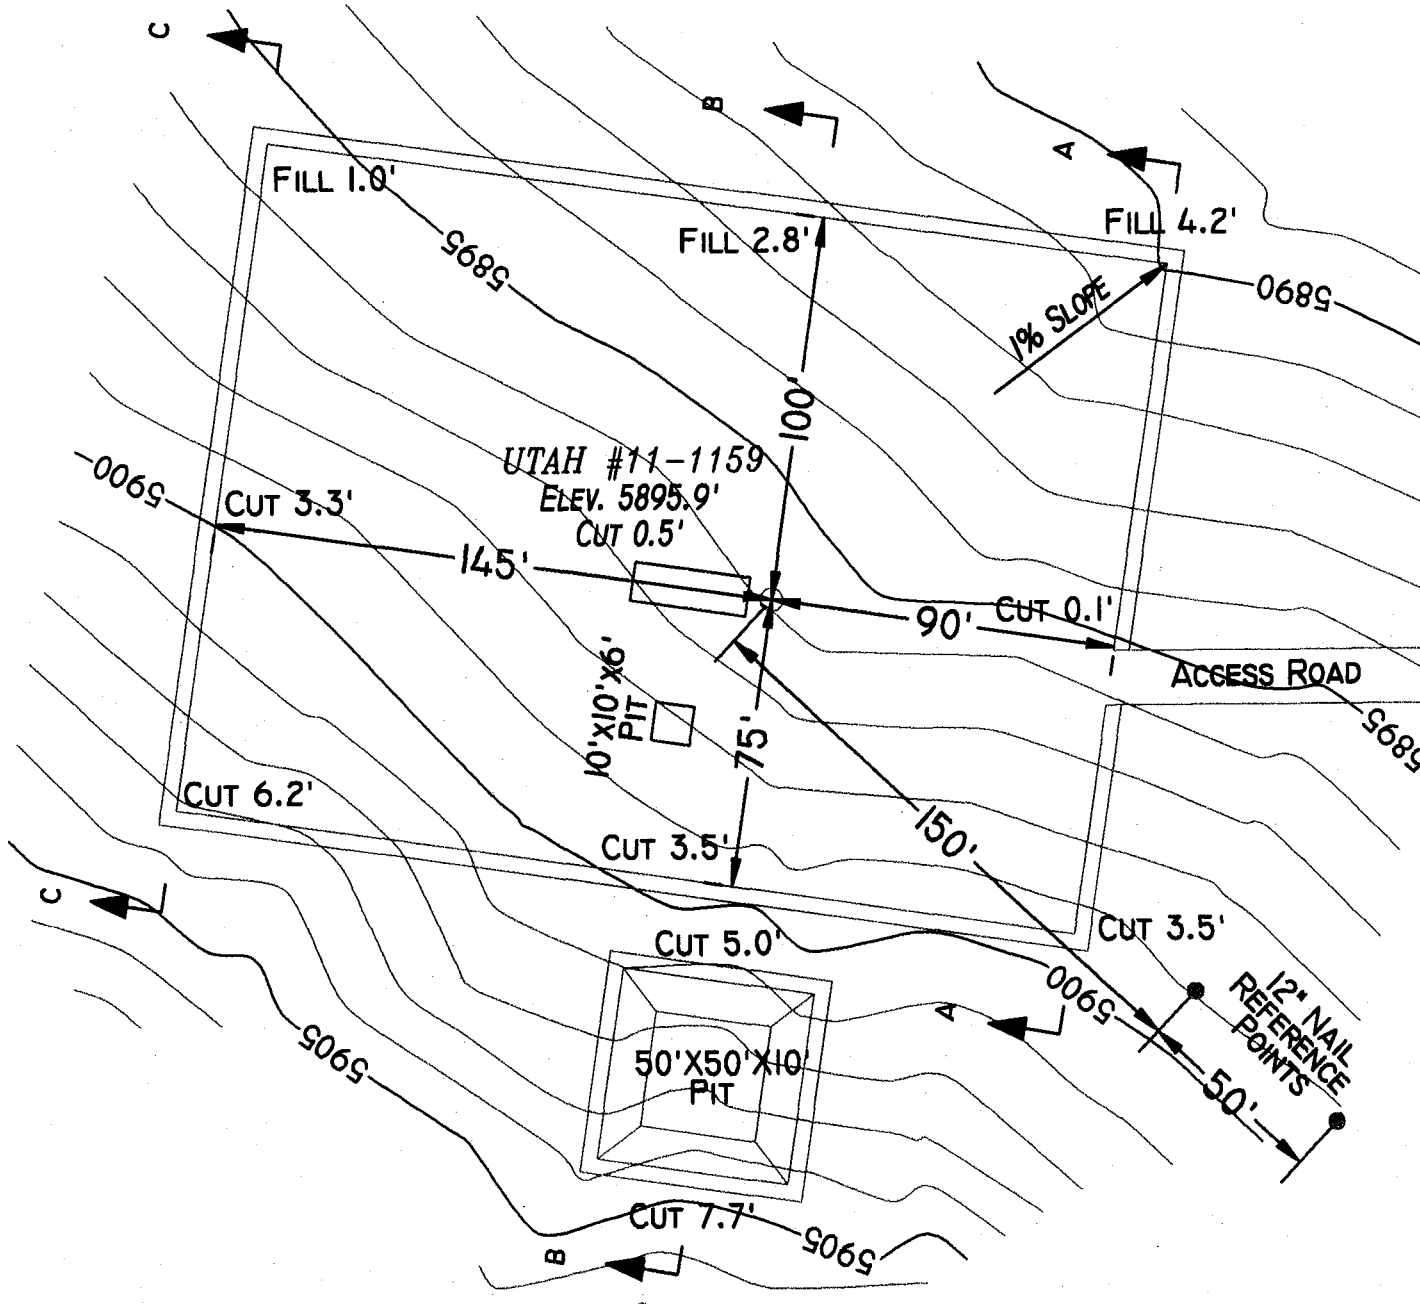 C
B
A
FILL 1.0'
FILL 4.2'
FILL 2.8'
5895
5890
1% SLOPE
100'
UTAH #11-1159
ELEV. 5895.9'
CUT 0.5'
5900
CUT 3.3'
145'
CUT 0.1'
90'
ACCESS ROAD
10'X10'X6'
PIT
75'
5895
CUT 6.2'
150'
CUT 3.5'
C
CUT 5.0'
CUT 3.5'
5900
A
12" NAIL
REFERENCE
POINTS
5905
50'X50'X10'
PIT
50'
CUT 7.7'
5905
B